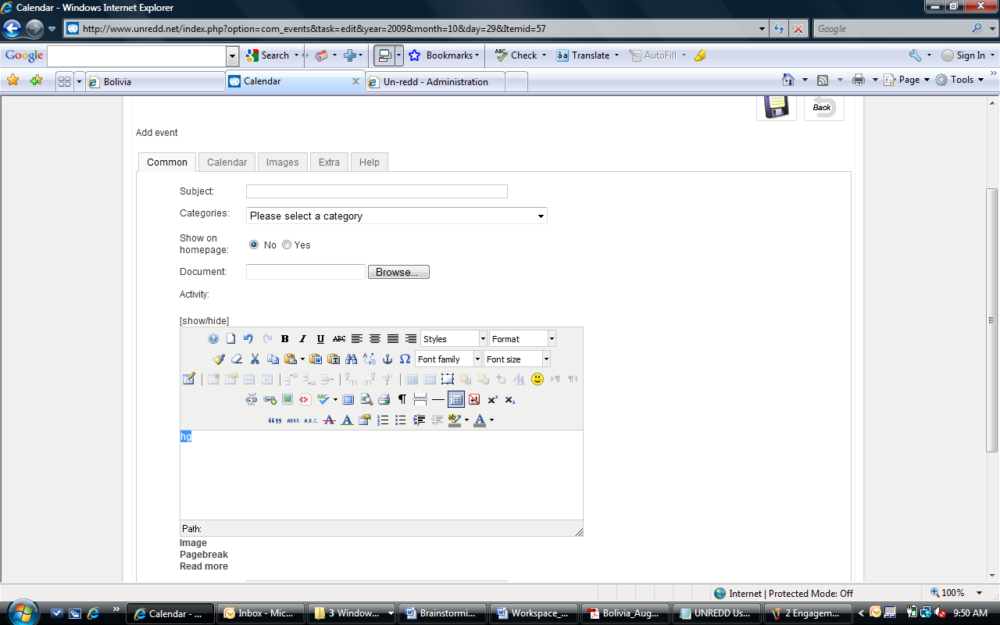 Calendar - Windows Internet Explorer
http://www.unredd.net/index.php?option=com_events&task=edit&year=2009&month=10&day=29&Itemid=57
Google
Google Search Bookmarks ABC Check Translate AutoFill Sign In
Bolivia Calendar Un-redd - Administration Page Tools
Back
Add event
Common Calendar Images Extra Help
Subject:
Categories: Please select a category
Show on homepage: No Yes
Document: Browse...
Activity:
[show/hide]
B I U ABC Styles Format
Font family Font size
ABBR A.B.C.
hg
Path:
Image
Pagebreak
Read more
Internet | Protected Mode: Off 100%
Calendar - ... Inbox - Mic... 3 Window... Brainstormi... Workspace_... Bolivia_Aug... UNREDD Us... 2 Engagem... 9:50 AM